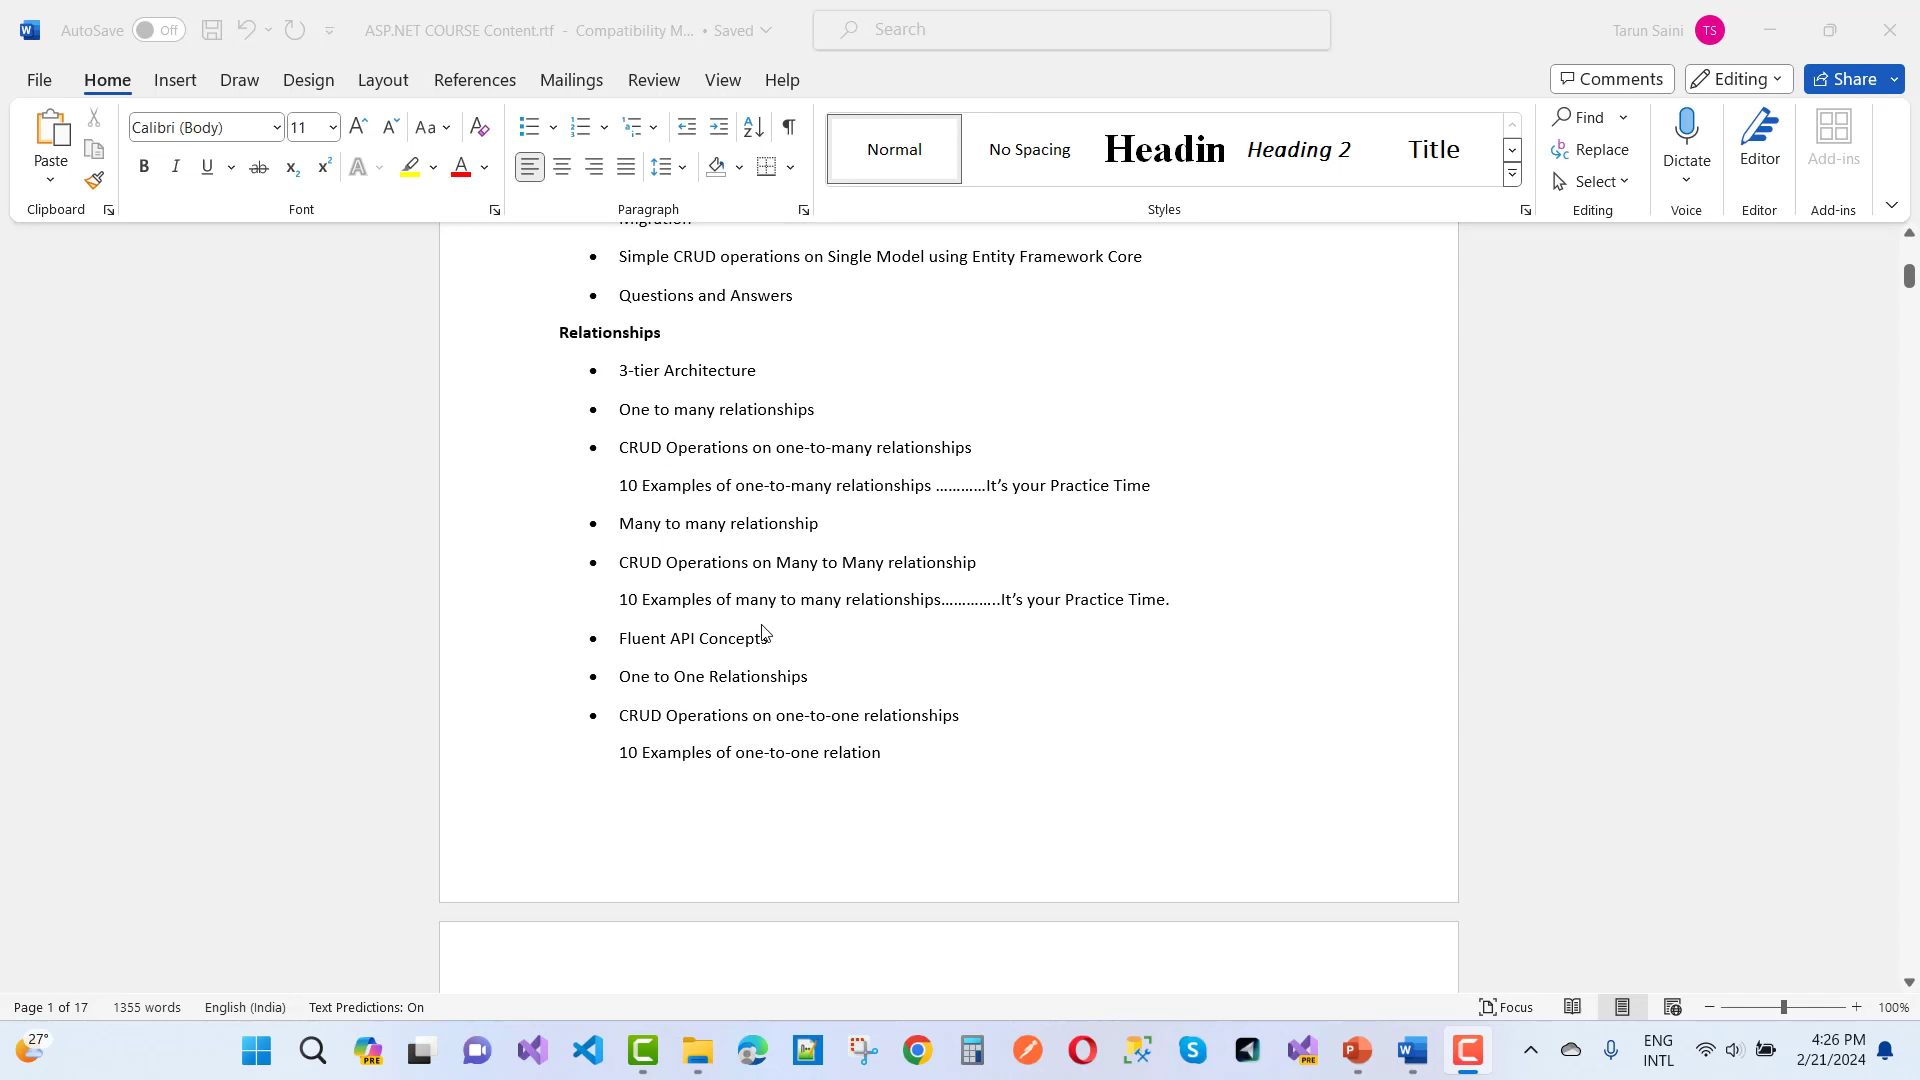 AutoSave Off ASP.NET COURSE Content.rtf - Compatibility M... • Saved Search Tarun Saini TS
File Home Insert Draw Design Layout References Mailings Review View Help Comments Editing Share
Calibri (Body) 11 Aa
Paste Normal No Spacing Headin Heading 2 Title Find Replace Select Dictate Editor Add-ins
Clipboard Font Paragraph Styles Editing Voice Editor Add-ins
Migration
• Simple CRUD operations on Single Model using Entity Framework Core
• Questions and Answers
Relationships
• 3-tier Architecture
• One to many relationships
• CRUD Operations on one-to-many relationships
10 Examples of one-to-many relationships …………It’s your Practice Time
• Many to many relationship
• CRUD Operations on Many to Many relationship
10 Examples of many to many relationships…………..It’s your Practice Time.
• Fluent API Concepts
• One to One Relationships
• CRUD Operations on one-to-one relationships
10 Examples of one-to-one relation
Page 1 of 17 1355 words English (India) Text Predictions: On Focus 100%
27° ENG 4:26 PM
INTL 2/21/2024